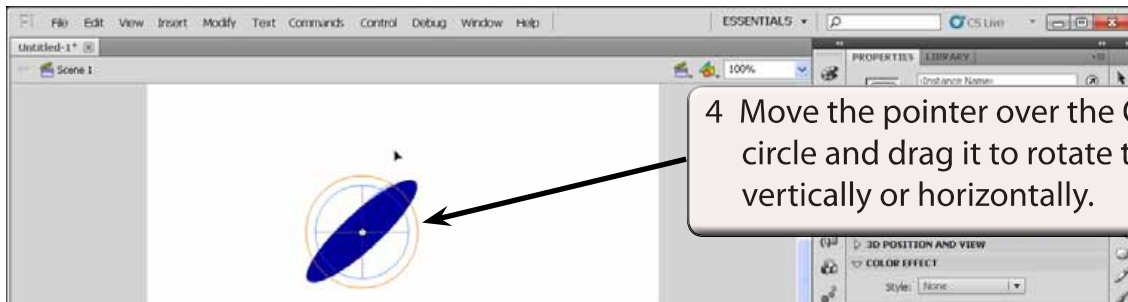 Fl File Edit View Insert Modify Text Commands Control Debug Window Help ESSENTIALS CS Live
Untitled-1*
Scene 1 100%
PROPERTIES LIBRARY
<Instance Name>
4 Move the pointer over the
circle and drag it to rotate
vertically or horizontally.
3D POSITION AND VIEW
COLOR EFFECT
Style: None